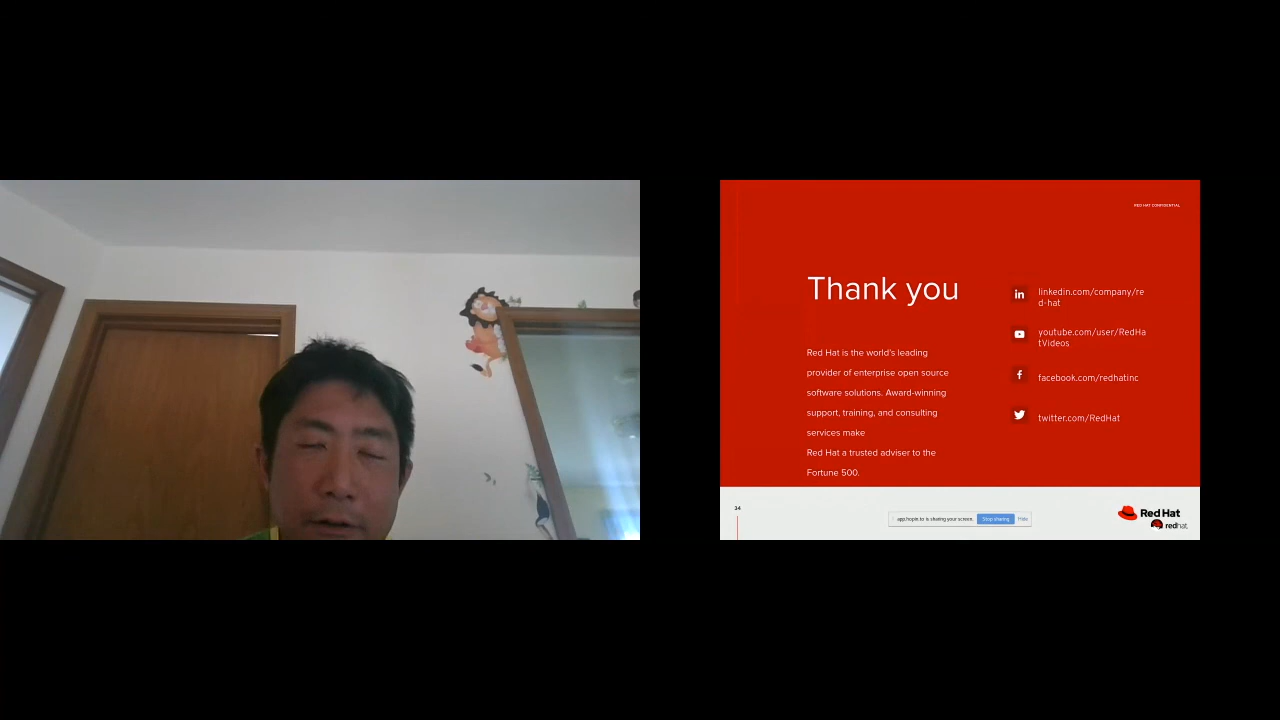 RED HAT CONFIDENTIAL
Thank you
Red Hat is the world's leading
provider of enterprise open source
software solutions. Award-winning
support, training, and consulting
services make
Red Hat a trusted adviser to the
Fortune 500.
linkedin.com/company/re
d-hat
youtube.com/user/RedHa
tVideos
facebook.com/redhatinc
twitter.com/RedHat
34
app.hopin.to is sharing your screen.
Stop sharing
Hide
Red Hat
redhat.